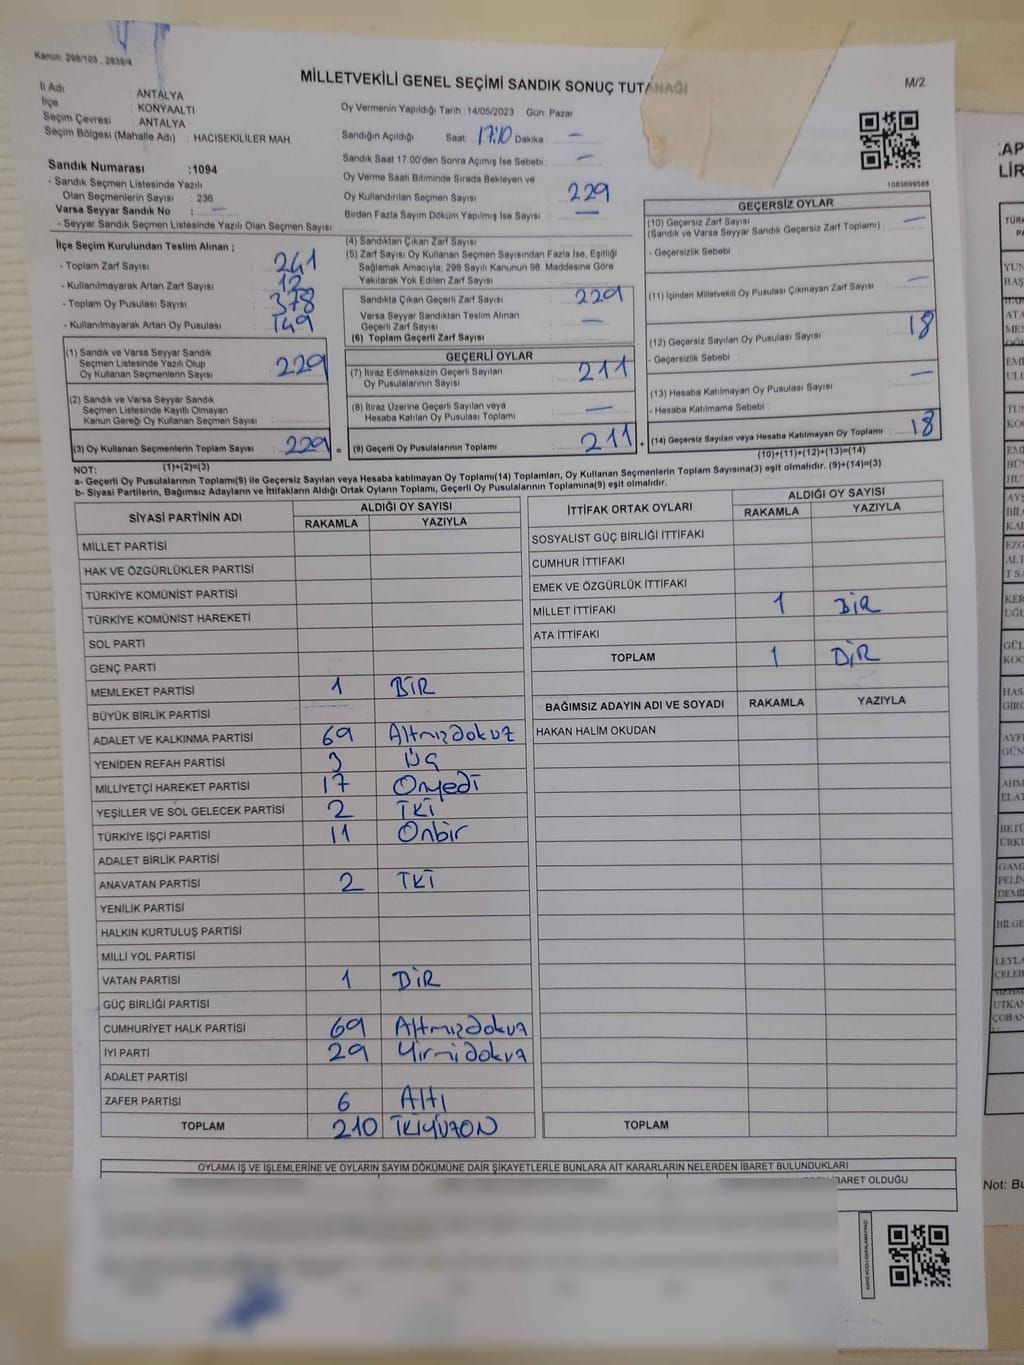 Kanun: 298/105 , 2839/4
MİLLETVEKİLİ GENEL SEÇİMİ SANDIK SONUÇ TUTANAĞI
M/2
İl Adı : ANTALYA
İlçe : KONYAALTI
Seçim Çevresi : ANTALYA
Seçim Bölgesi (Mahalle Adı) : HACISEKİLİLER MAH
Oy Vermenin Yapıldığı Tarih :14/05/2023 Gün: Pazar
Sandığın Açıldığı Saat 17:10 Dakika : —
Sandık Saat 17:00'den Sonra Açımış İse Sebebi : —
Oy Verme Saati Bitiminde Sırada Bekleyen ve
Oy Kullandırılan Seçmen Sayısı : 229
Birden Fazla Sayım Döküm Yapılmış İse Sayısı : —
1083699588
Sandık Numarası :1094
- Sandık Seçmen Listesinde Yazılı
Olan Seçmenlerin Sayısı : 236
Varsa Seyyar Sandık No : —
- Seyyar Sandık Seçmen Listesinde Yazılı Olan Seçmen Sayısı :
İlçe Seçim Kurulundan Teslim Alınan ;
- Toplam Zarf Sayısı : 241
- Kullanılmayarak Artan Zarf Sayısı : 12
- Toplam Oy Pusulası Sayısı : 378
- Kullanılmayarak Artan Oy Pusulası : 149
(1) Sandık ve Varsa Seyyar Sandık
Seçmen Listesinde Yazılı Olup
Oy Kullanan Seçmenlerin Sayısı : 229
(2) Sandık ve Varsa Seyyar Sandık
Seçmen Listesinde Kayıtlı Olmayan
Kanun Gereği Oy Kullanan Seçmen Sayısı :
(3) Oy Kullanan Seçmenlerin Toplam Sayısı : 229 =
(1)+(2)=(3)
(4) Sandıktan Çıkan Zarf Sayısı :
(5) Zarf Sayısı Oy Kullanan Seçmen Sayısından Fazla İse, Eşitliği
Sağlamak Amacıyla, 298 Sayılı Kanunun 98. Maddesine Göre
Yakılarak Yok Edilen Zarf Sayısı :
Sandıkta Çıkan Geçerli Zarf Sayısı : 229
Varsa Seyyar Sandıktan Teslim Alınan
Geçerli Zarf Sayısı : —
(6) Toplam Geçerli Zarf Sayısı :
GEÇERLİ OYLAR
(7) İtiraz Edilmeksizin Geçerli Sayılan
Oy Pusulalarının Sayısı : 211
(8) İtiraz Üzerine Geçerli Sayılan veya
Hesaba Katılan Oy Pusulası Toplamı : —
(9) Geçerli Oy Pusulalarının Toplamı : 211 +
GEÇERSİZ OYLAR
(10) Geçersiz Zarf Sayısı
(Sandık ve Varsa Seyyar Sandık Geçersiz Zarf Toplamı) : —
- Geçersizlik Sebebi :
(11) İçinden Milletvekili Oy Pusulası Çıkmayan Zarf Sayısı : —
(12) Geçersiz Sayılan Oy Pusulası Sayısı : 18
- Geçersizlik Sebebi :
(13) Hesaba Katılmayan Oy Pusulası Sayısı : —
- Hesaba Katılmama Sebebi :
(14) Geçersiz Sayılan veya Hesaba Katılmayan Oy Toplamı : 18
(10)+(11)+(12)+(13)=(14)
NOT:
a- Geçerli Oy Pusulalarının Toplamı(9) ile Geçersiz Sayılan veya Hesaba katılmayan Oy Toplamı(14) Toplamları, Oy Kullanan Seçmenlerin Toplam Sayısına(3) eşit olmalıdır. (9)+(14)=(3)
b- Siyasi Partilerin, Bağımsız Adayların ve İttifakların Aldığı Ortak Oyların Toplamı, Geçerli Oy Pusulalarının Toplamına(9) eşit olmalıdır.
SİYASİ PARTİNİN ADI ALDIĞI OY SAYISI
RAKAMLA YAZIYLA
MİLLET PARTİSİ
HAK VE ÖZGÜRLÜKLER PARTİSİ
TÜRKİYE KOMÜNİST PARTİSİ
TÜRKİYE KOMÜNİST HAREKETİ
SOL PARTİ
GENÇ PARTİ
MEMLEKET PARTİSİ 1 BİR
BÜYÜK BİRLİK PARTİSİ
ADALET VE KALKINMA PARTİSİ 69 Altmışdokuz
YENİDEN REFAH PARTİSİ 3 Üç
MİLLİYETÇİ HAREKET PARTİSİ 17 Onyedi
YEŞİLLER VE SOL GELECEK PARTİSİ 2 İKİ
TÜRKİYE İŞÇİ PARTİSİ 11 Onbir
ADALET BİRLİK PARTİSİ
ANAVATAN PARTİSİ 2 İKİ
YENİLİK PARTİSİ
HALKIN KURTULUŞ PARTİSİ
MİLLİ YOL PARTİSİ
VATAN PARTİSİ 1 BİR
GÜÇ BİRLİĞİ PARTİSİ
CUMHURİYET HALK PARTİSİ 69 Altmışdokuz
İYİ PARTİ 29 Yirmidokuz
ADALET PARTİSİ
ZAFER PARTİSİ 6 Altı
TOPLAM 210 İKİYÜZON
İTTİFAK ORTAK OYLARI ALDIĞI OY SAYISI
RAKAMLA YAZIYLA
SOSYALİST GÜÇ BİRLİĞİ İTTİFAKI
CUMHUR İTTİFAKI
EMEK VE ÖZGÜRLÜK İTTİFAKI
MİLLET İTTİFAKI 1 BİR
ATA İTTİFAKI
TOPLAM 1 BİR
BAĞIMSIZ ADAYIN ADI VE SOYADI RAKAMLA YAZIYLA
HAKAN HALİM OKUDAN
TOPLAM
OYLAMA İŞ VE İŞLEMLERİNE VE OYLARIN SAYIM DÖKÜMÜNE DAİR ŞİKAYETLERLE BUNLARA AİT KARARLARIN NELERDEN İBARET BULUNDUKLARI
İBARET OLDUĞU
Not: Bu